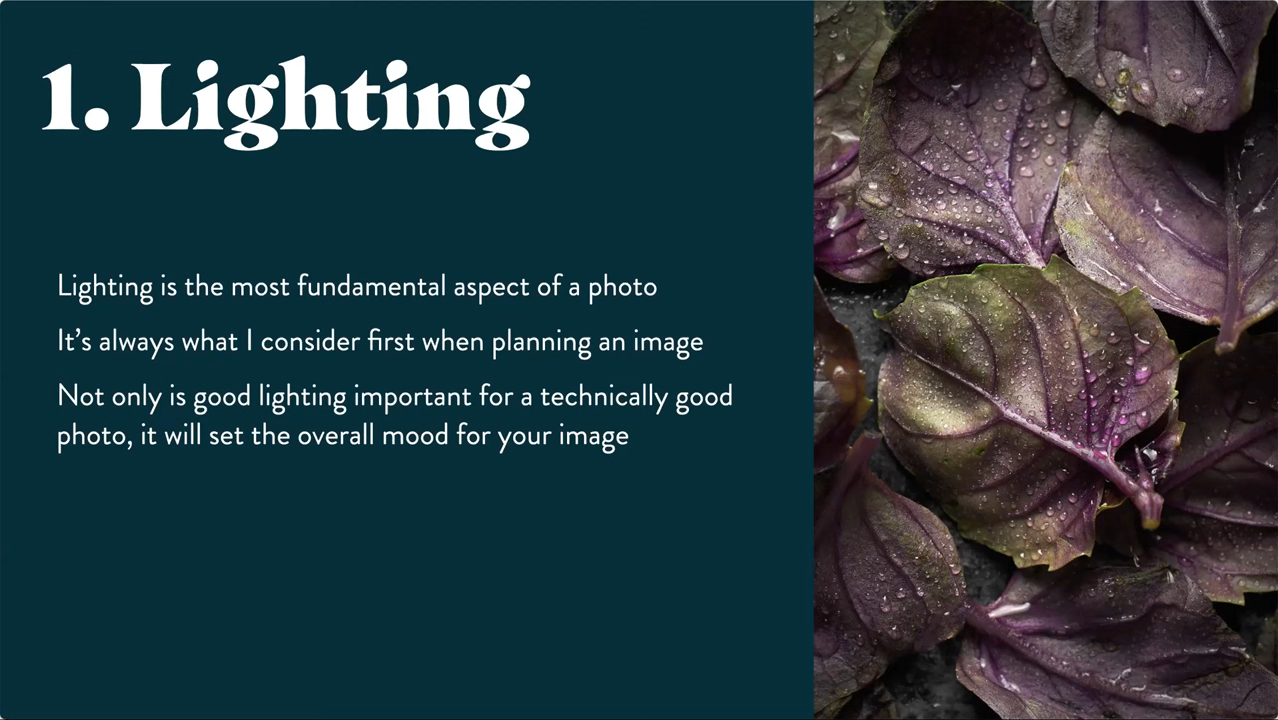 1. Lighting
Lighting is the most fundamental aspect of a photo
It’s always what I consider first when planning an image
Not only is good lighting important for a technically good
photo, it will set the overall mood for your image